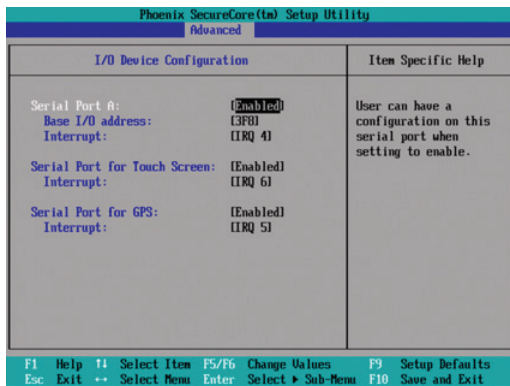 Phoenix SecureCore(tm) Setup Utility
Advanced
I/O Device Configuration
Item Specific Help
Serial Port A: [Enabled]
Base I/O address: [3F8]
Interrupt: [IRQ 4]
Serial Port for Touch Screen: [Enabled]
Interrupt: [IRQ 6]
Serial Port for GPS: [Enabled]
Interrupt: [IRQ 5]
User can have a
configuration on this
serial port when
setting to enable.
F1 Help ↑↓ Select Item F5/F6 Change Values F9 Setup Defaults
Esc Exit ↔ Select Menu Enter Select ▶ Sub-Menu F10 Save and Exit